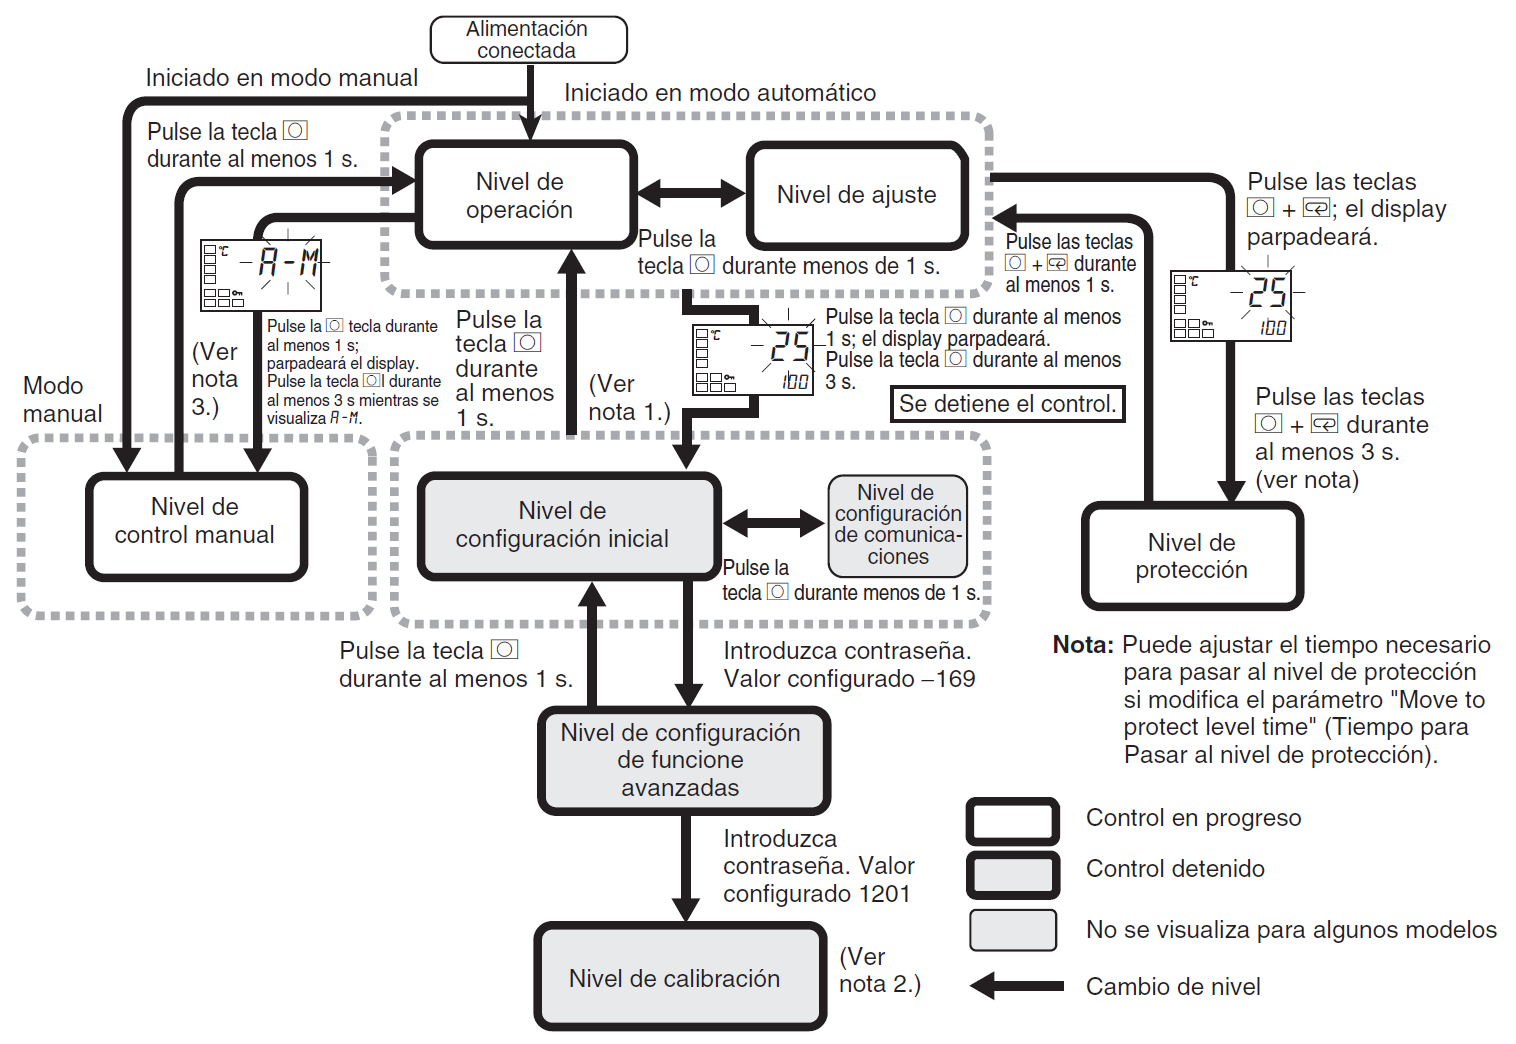 Alimentación
conectada
Iniciado en modo manual
Iniciado en modo automático
Pulse la tecla
durante al menos 1 s.
Nivel de
operación
Nivel de ajuste
Pulse la
tecla durante menos de 1 s.
Pulse las teclas
+ ; el display
parpadeará.
Pulse las teclas
+ durante
al menos 1 s.
°C
A-M
°C
25
100
Pulse la tecla durante
al menos 1 s;
parpadeará el display.
Pulse la tecla l durante
al menos 3 s mientras se
visualiza A-M.
(Ver
nota
3.)
Modo
manual
Pulse la
tecla
durante
al menos
1 s.
(Ver
nota 1.)
°C
25
100
Pulse la tecla durante al menos
1 s; el display parpadeará.
Pulse la tecla durante al menos
3 s.
Se detiene el control.
Pulse las teclas
+ durante
al menos 3 s.
(ver nota)
Nivel de
control manual
Nivel de
configuración inicial
Nivel de
configuración
de comunica-
ciones
Pulse la
tecla durante menos de 1 s.
Nivel de
protección
Pulse la tecla
durante al menos 1 s.
Introduzca contraseña.
Valor configurado –169
Nota: Puede ajustar el tiempo necesario
para pasar al nivel de protección
si modifica el parámetro "Move to
protect level time" (Tiempo para
Pasar al nivel de protección).
Nivel de configuración
de funcione
avanzadas
Introduzca
contraseña. Valor
configurado 1201
Nivel de calibración
(Ver
nota 2.)
Control en progreso
Control detenido
No se visualiza para algunos modelos
Cambio de nivel